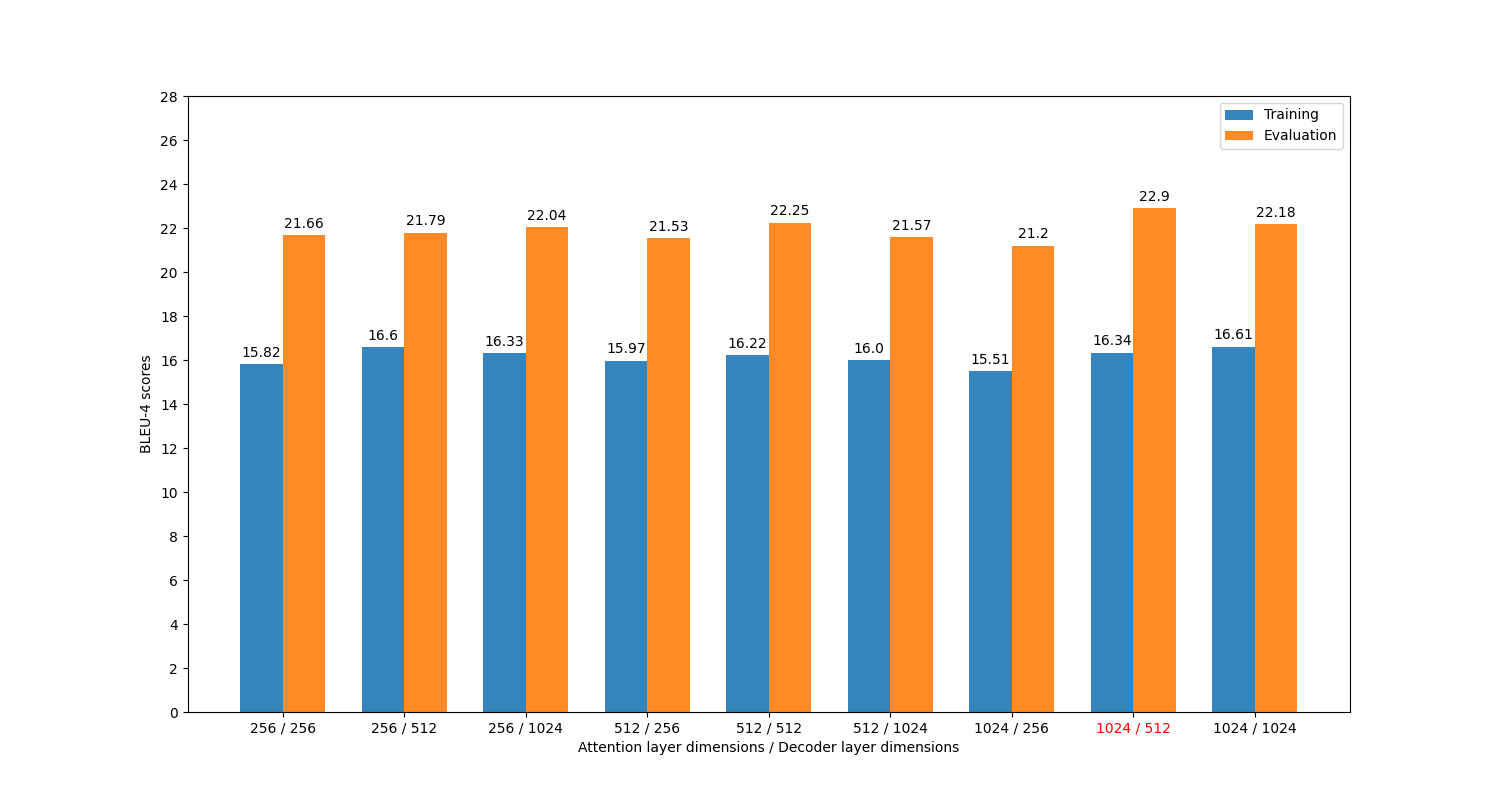 Training
Evaluation
BLEU-4 scores
28
26
24
22
20
18
16
14
12
10
8
6
4
2
0
15.82
21.66
16.6
21.79
16.33
22.04
15.97
21.53
16.22
22.25
16.0
21.57
15.51
21.2
16.34
22.9
16.61
22.18
256 / 256
256 / 512
256 / 1024
512 / 256
512 / 512
512 / 1024
1024 / 256
1024 / 512
1024 / 1024
Attention layer dimensions / Decoder layer dimensions